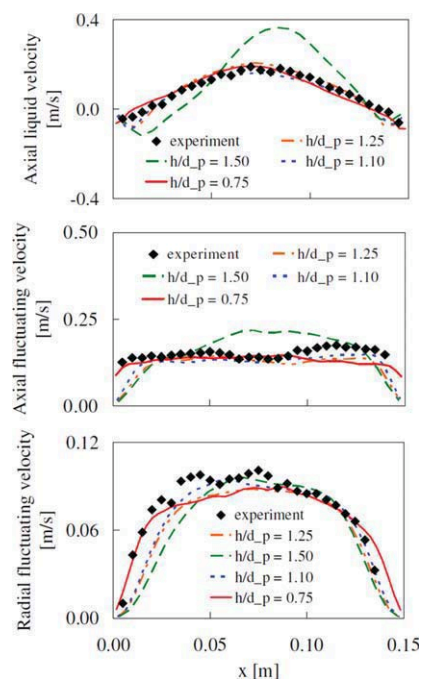 Axial liquid velocity
[m/s]
0.4
0.0
-0.4
experiment
h/d_p = 1.25
h/d_p = 1.50
h/d_p = 1.10
h/d_p = 0.75
Axial fluctuating velocity
[m/s]
0.50
0.25
0.00
experiment
h/d_p = 1.25
h/d_p = 1.50
h/d_p = 1.10
h/d_p = 0.75
Radial fluctuating velocity
[m/s]
0.12
0.06
0.00
experiment
h/d_p = 1.25
h/d_p = 1.50
h/d_p = 1.10
h/d_p = 0.75
0.00 0.05 0.10 0.15
x [m]